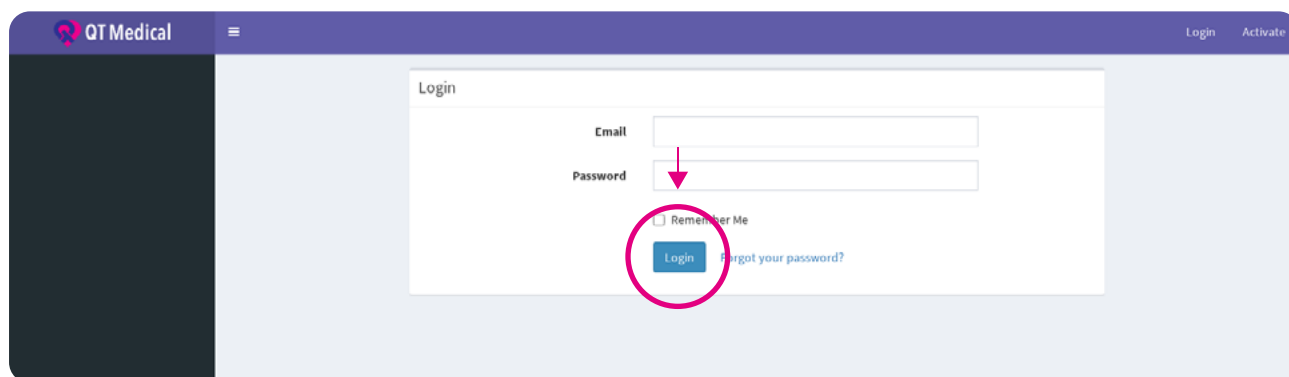 QT Medical
Login Activate
Login
Email
Password
Remember Me
Login Forgot your password?